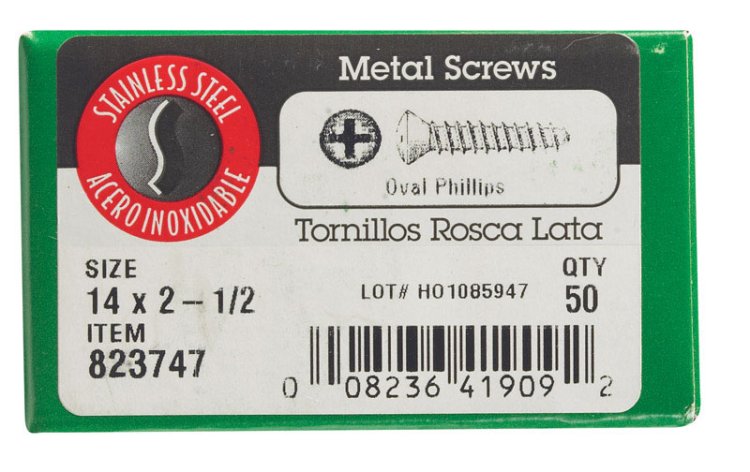 STAINLESS STEEL
ACERO INOXIDABLE
Metal Screws
Oval Phillips
Tornillos Rosca Lata
SIZE
14 x 2 - 1/2
ITEM
823747
LOT# H01085947
QTY
50
0 08236 41909 2